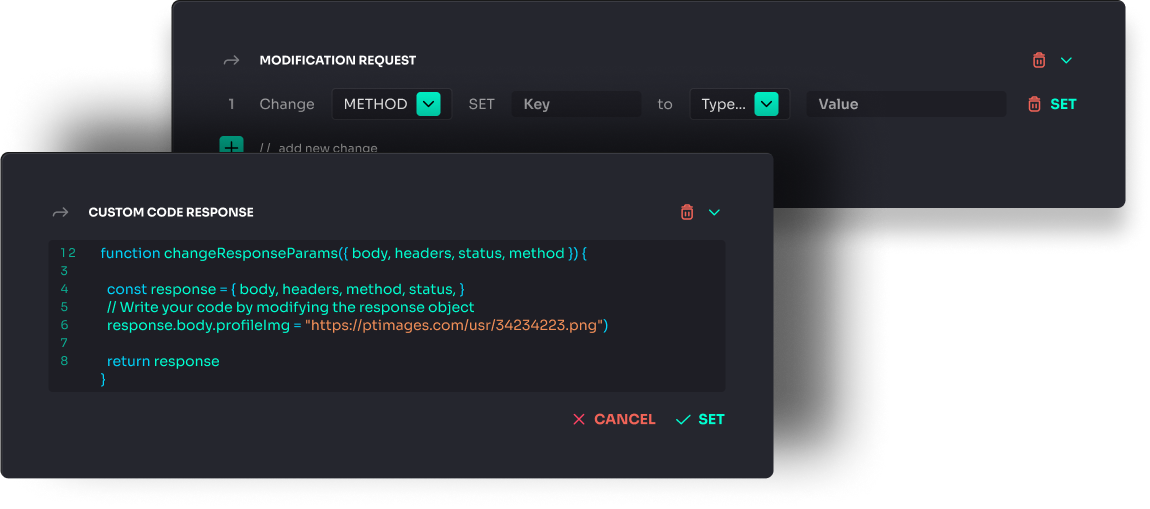 MODIFICATION REQUEST
1 Change METHOD SET Key to Type... Value SET
// add new change
CUSTOM CODE RESPONSE
12 function changeResponseParams({ body, headers, status, method }) {
3
4 const response = { body, headers, method, status, }
5 // Write your code by modifying the response object
6 response.body.profileImg = "https://ptimages.com/usr/34234223.png")
7
8 return response
}
CANCEL SET